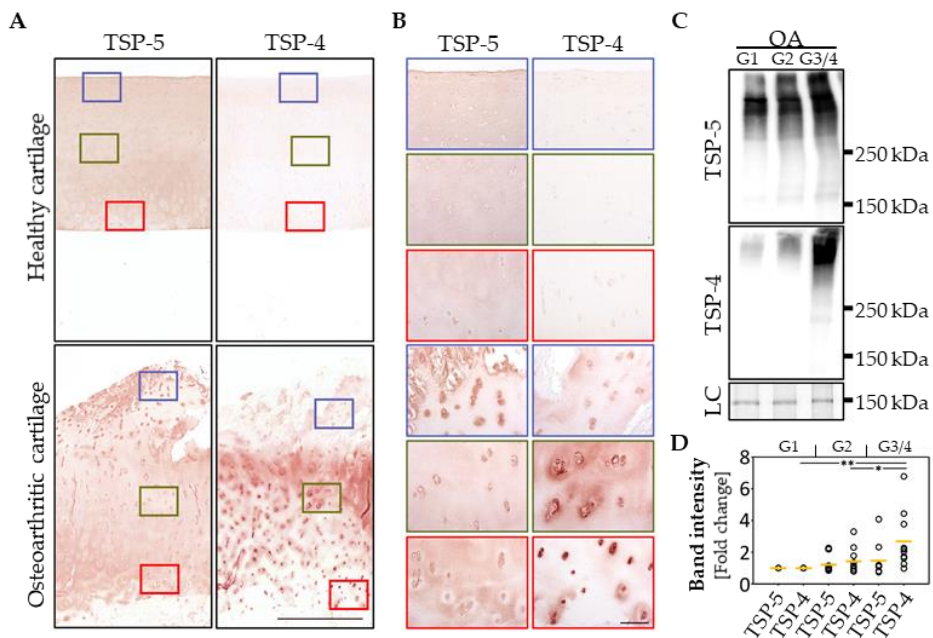 A
TSP-5 TSP-4
Healthy cartilage
Osteoarthritic cartilage
B
TSP-5 TSP-4
C
OA
G1 G2 G3/4
TSP-5
250 kDa
150 kDa
TSP-4
250 kDa
150 kDa
LC
150 kDa
D
G1 G2 G3/4
** 
*
Band intensity
[Fold change]
8
6
4
2
0
TSP-5 TSP-4 TSP-5 TSP-4 TSP-5 TSP-4